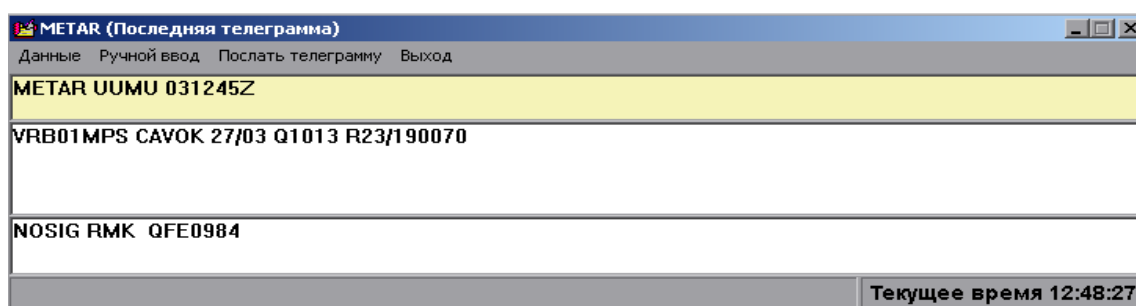 METAR (Последняя телеграмма)
Данные Ручной ввод Послать телеграмму Выход
METAR UUMU 031245Z
VRB01MPS CAVOK 27/03 Q1013 R23/190070
NOSIG RMK QFE0984
Текущее время 12:48:27